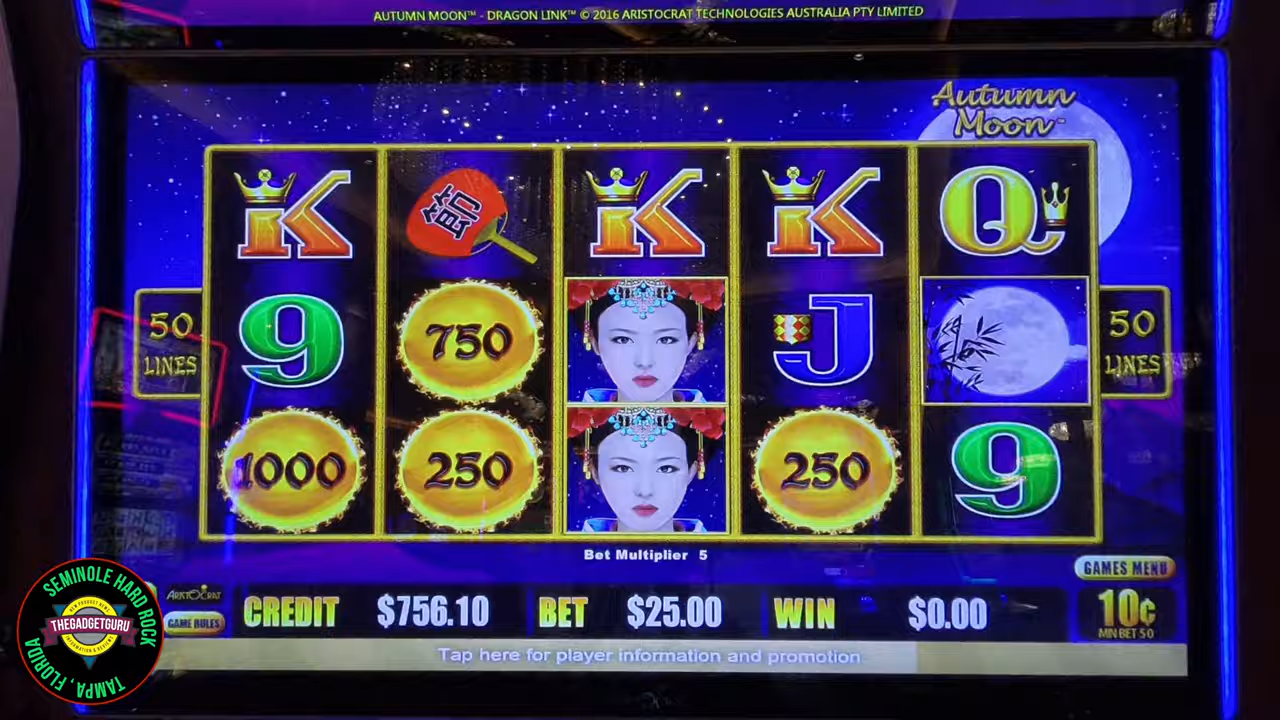 AUTUMN MOON™ - DRAGON LINK™ © 2016 ARISTOCRAT TECHNOLOGIES AUSTRALIA PTY LIMITED
Autumn
Moon™
K
K
K
Q
50
LINES
9
750
J
50
LINES
1000
250
250
9
Bet Multiplier 5
GAMES MENU
ARISTOCRAT
GAME RULES
CREDIT $756.10 BET $25.00 WIN $0.00
10¢
MIN BET 50
Tap here for player information and promotion
SEMINOLE HARD ROCK
THEGADGETGURU
TAMPA, FLORIDA